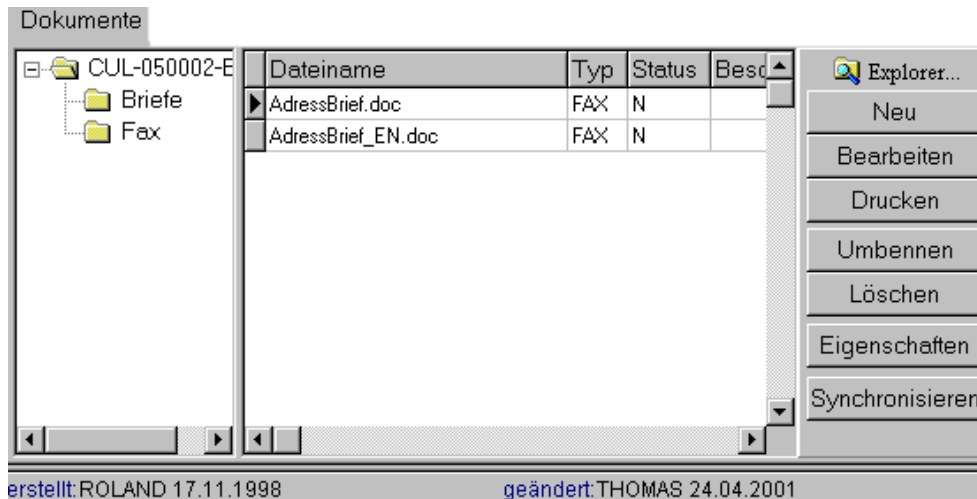 Dokumente
CUL-050002-E
Briefe
Fax
Dateiname Typ Status Besc
AdressBrief.doc FAX N
AdressBrief_EN.doc FAX N
Explorer...
Neu
Bearbeiten
Drucken
Umbennen
Löschen
Eigenschaften
Synchronisieren
erstellt:ROLAND 17.11.1998 geändert:THOMAS 24.04.2001